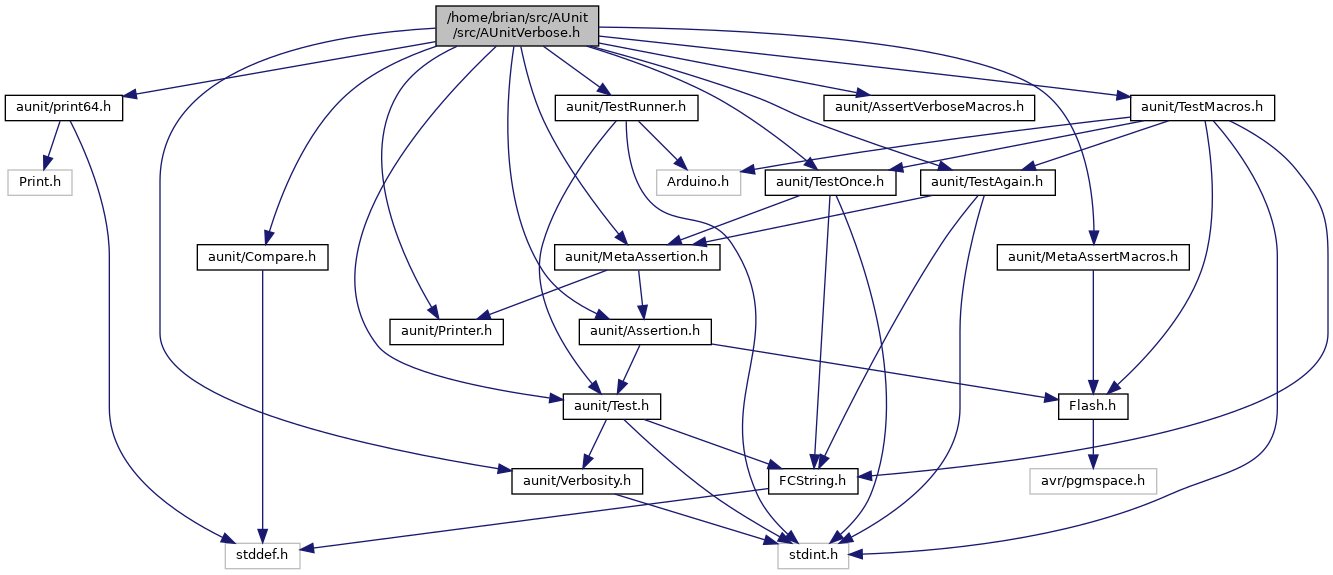 /home/brian/src/AUnit
/src/AUnitVerbose.h
aunit/print64.h
aunit/TestRunner.h
aunit/AssertVerboseMacros.h
aunit/TestMacros.h
Print.h
Arduino.h
aunit/TestOnce.h
aunit/TestAgain.h
aunit/Compare.h
aunit/MetaAssertion.h
aunit/MetaAssertMacros.h
aunit/Printer.h
aunit/Assertion.h
aunit/Test.h
Flash.h
aunit/Verbosity.h
FCString.h
avr/pgmspace.h
stddef.h
stdint.h